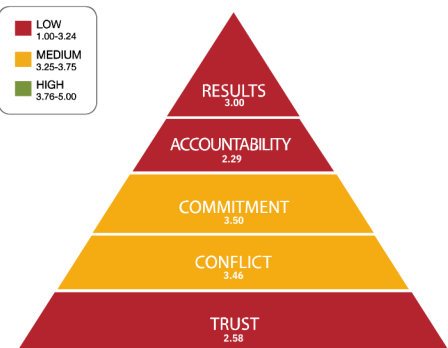 LOW
1.00-3.24
MEDIUM
3.25-3.75
HIGH
3.76-5.00
RESULTS
3.00
ACCOUNTABILITY
2.29
COMMITMENT
3.50
CONFLICT
3.46
TRUST
2.58